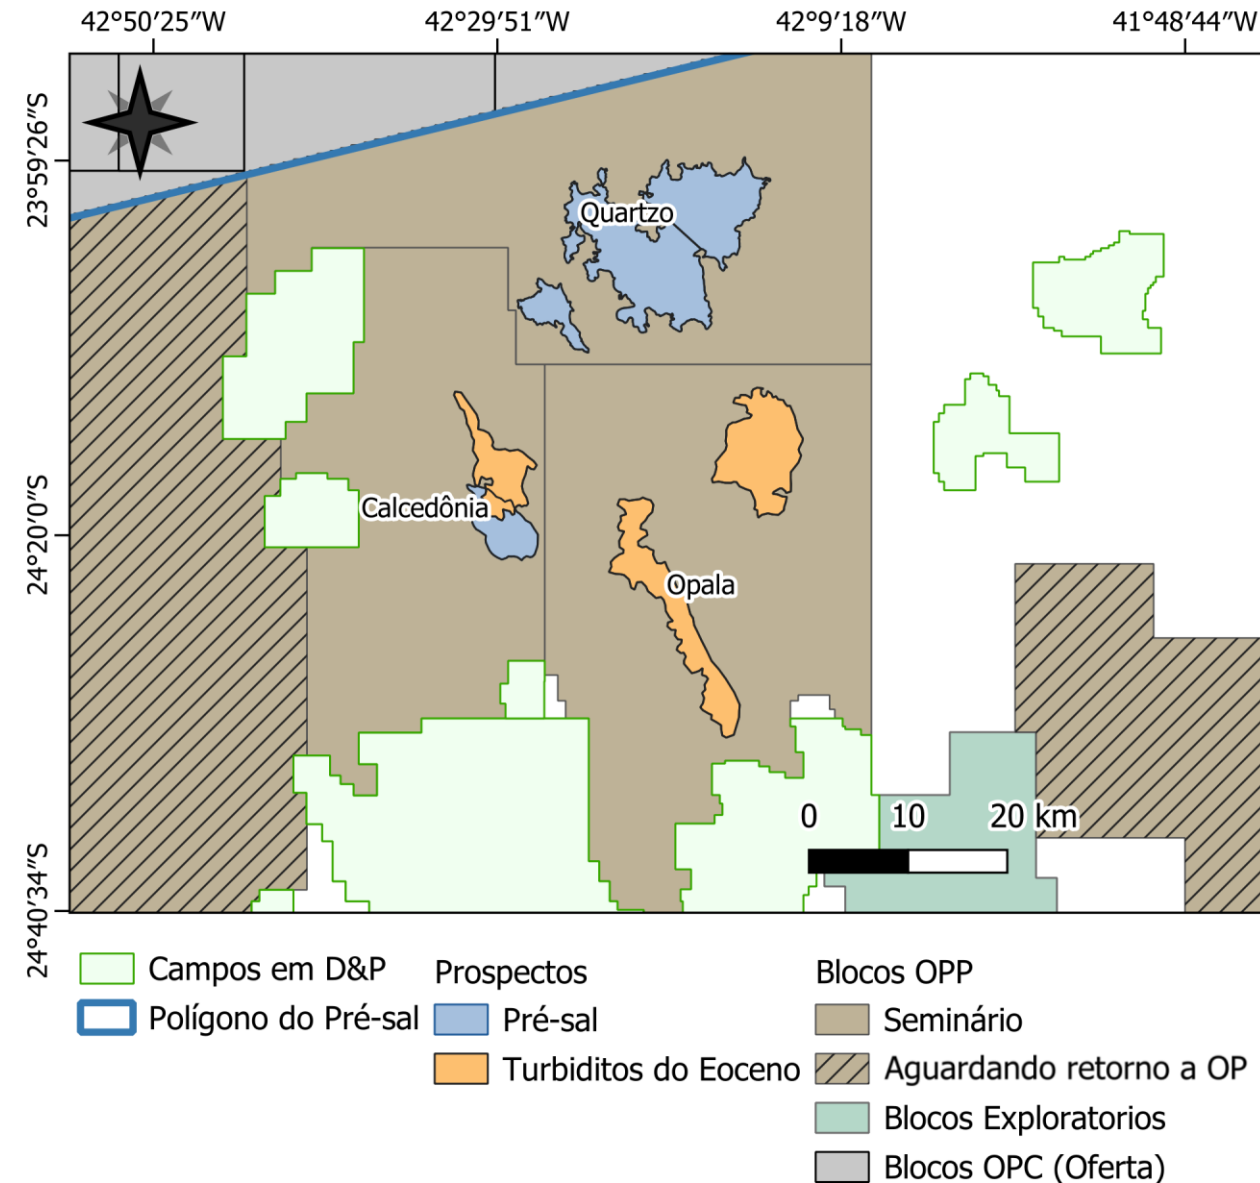 42°50′25″W 42°29′51″W 42°9′18″W 41°48′44″W
23°59′26″S
24°20′0″S
24°40′34″S
Quartzo
Calcedônia
Opala
0 10 20 km
Campos em D&P
Polígono do Pré-sal
Prospectos
Pré-sal
Turbiditos do Eoceno
Blocos OPP
Seminário
Aguardando retorno a OP
Blocos Exploratorios
Blocos OPC (Oferta)